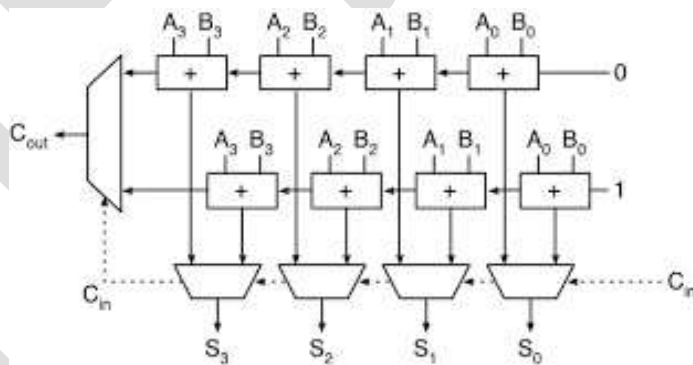 A3 B3 A2 B2 A1 B1 A0 B0
+ + + + 0
Cout
A3 B3 A2 B2 A1 B1 A0 B0
+ + + + 1
Cin Cin
S3 S2 S1 S0